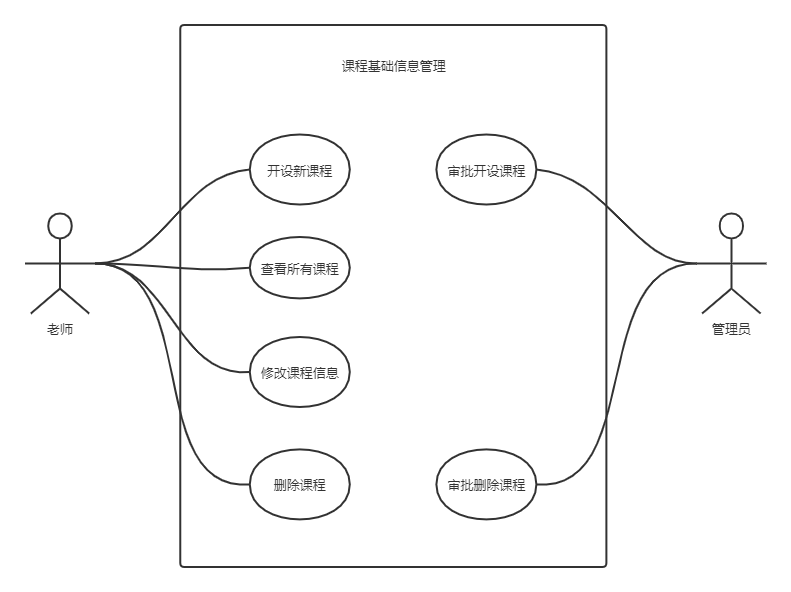 课程基础信息管理
开设新课程
审批开设课程
查看所有课程
老师
管理员
修改课程信息
删除课程
审批删除课程